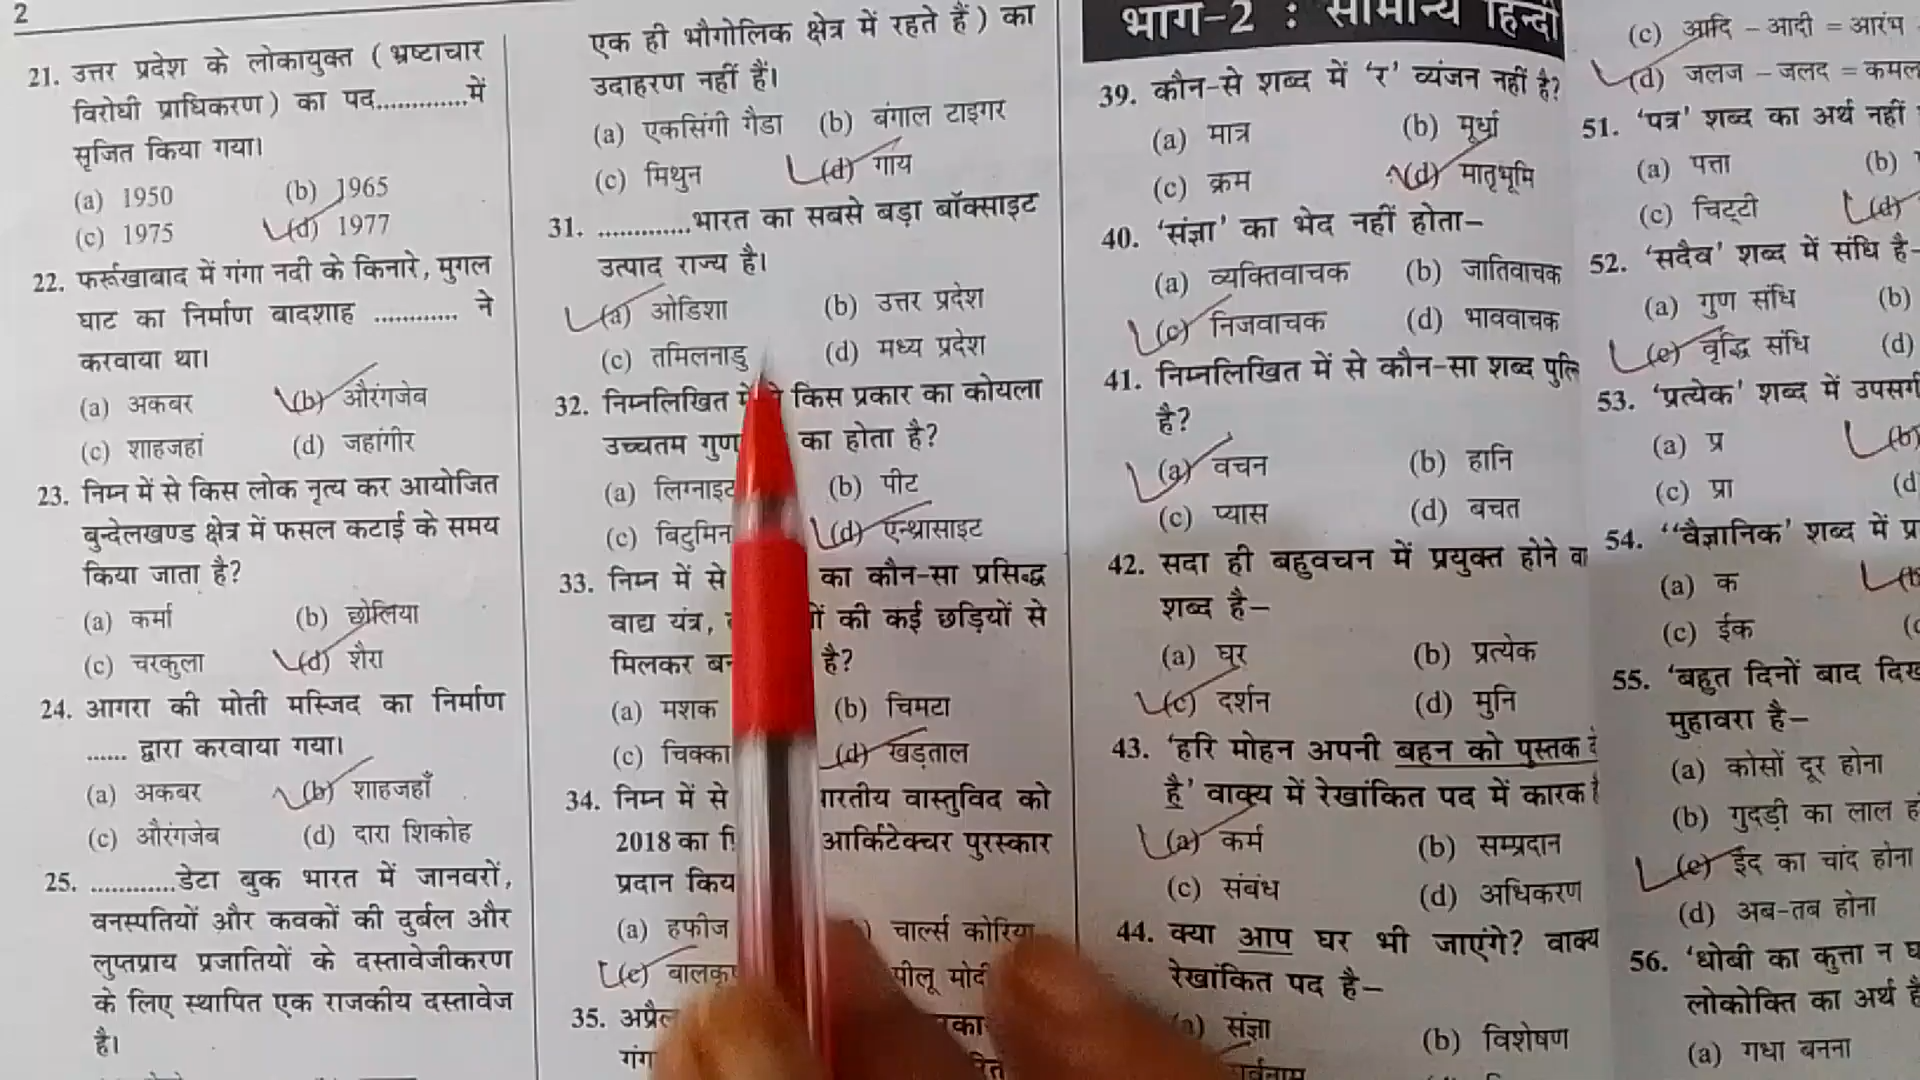 2
21. उत्तर प्रदेश के लोकायुक्त ( भ्रष्टाचार
विरोधी प्राधिकरण ) का पद.............में
सृजित किया गया।
(a) 1950 (b) 1965
(c) 1975 (d) 1977
22. फर्रूखाबाद में गंगा नदी के किनारे, मुगल
घाट का निर्माण बादशाह ............ ने
करवाया था।
(a) अकबर (b) औरंगजेब
(c) शाहजहां (d) जहांगीर
23. निम्न में से किस लोक नृत्य कर आयोजित
बुन्देलखण्ड क्षेत्र में फसल कटाई के समय
किया जाता है?
(a) कर्मा (b) छोलिया
(c) चरकुला (d) शैरा
24. आगरा की मोती मस्जिद का निर्माण
...... द्वारा करवाया गया।
(a) अकबर (b) शाहजहाँ
(c) औरंगजेब (d) दारा शिकोह
25. ............डेटा बुक भारत में जानवरों,
वनस्पतियों और कवकों की दुर्बल और
लुप्तप्राय प्रजातियों के दस्तावेजीकरण
के लिए स्थापित एक राजकीय दस्तावेज
है।
एक ही भौगोलिक क्षेत्र में रहते हैं ) का
उदाहरण नहीं हैं।
(a) एकसिंगी गैडा (b) बंगाल टाइगर
(c) मिथुन (d) गाय
31. .............भारत का सबसे बड़ा बॉक्साइट
उत्पाद राज्य है।
(a) ओडिशा (b) उत्तर प्रदेश
(c) तमिलनाडु (d) मध्य प्रदेश
32. निम्नलिखित में किस प्रकार का कोयला
उच्चतम गुण का होता है?
(a) लिग्नाइट (b) पीट
(c) बिटुमिन (d) एन्थ्रासाइट
33. निम्न में से का कौन-सा प्रसिद्ध
वाद्य यंत्र, की कई छड़ियों से
मिलकर है?
(a) मशक (b) चिमटा
(c) चिक्का (d) खड़ताल
34. निम्न में से भारतीय वास्तुविद को
2018 का आर्किटेक्चर पुरस्कार
प्रदान
(a) हफीज चार्ल्स कोरिया
(c) पीलू मोदी
35.
भाग-2 : सामान्य हिन्दी
39. कौन-से शब्द में 'र' व्यंजन नहीं है?
(a) मात्र (b) मूर्धा
(c) क्रम (d) मातृभूमि
40. 'संज्ञा' का भेद नहीं होता–
(a) व्यक्तिवाचक (b) जातिवाचक
(c) निजवाचक (d) भाववाचक
41. निम्नलिखित में से कौन-सा शब्द
है?
(a) वचन (b) हानि
(c) प्यास (d) बचत
42. सदा ही बहुवचन में प्रयुक्त होने
शब्द है–
(a) घर (b) प्रत्येक
(c) दर्शन (d) मुनि
43. 'हरि मोहन अपनी बहन को पुस्तक
है' वाक्य में रेखांकित पद में कारक
(a) कर्म (b) सम्प्रदान
(c) संबंध (d) अधिकरण
44. क्या आप घर भी जाएंगे? वाक्य
रेखांकित पद है–
(a) संज्ञा (b) विशेषण
(c) आदि – आदी = आरंभ
(d) जलज – जलद = कमल
51. 'पत्र' शब्द का अर्थ नहीं
(a) पत्ता (b)
(c) चिट्टी (d)
52. 'सदैव' शब्द में संधि है–
(a) गुण संधि (b)
(c) वृद्धि संधि (d)
53. 'प्रत्येक' शब्द में उपसर्ग
(a) प्र (b)
(c) प्रा (d)
54. ''वैज्ञानिक' शब्द में
(a) क
(c) ईक
55. 'बहुत दिनों बाद
मुहावरा है–
(a) कोसों दूर होना
(b) गुदड़ी का लाल
(c) ईद का चांद होना
(d) अब-तब होना
56. 'धोबी का कुत्ता न
लोकोक्ति का अर्थ
(a) गधा बनना